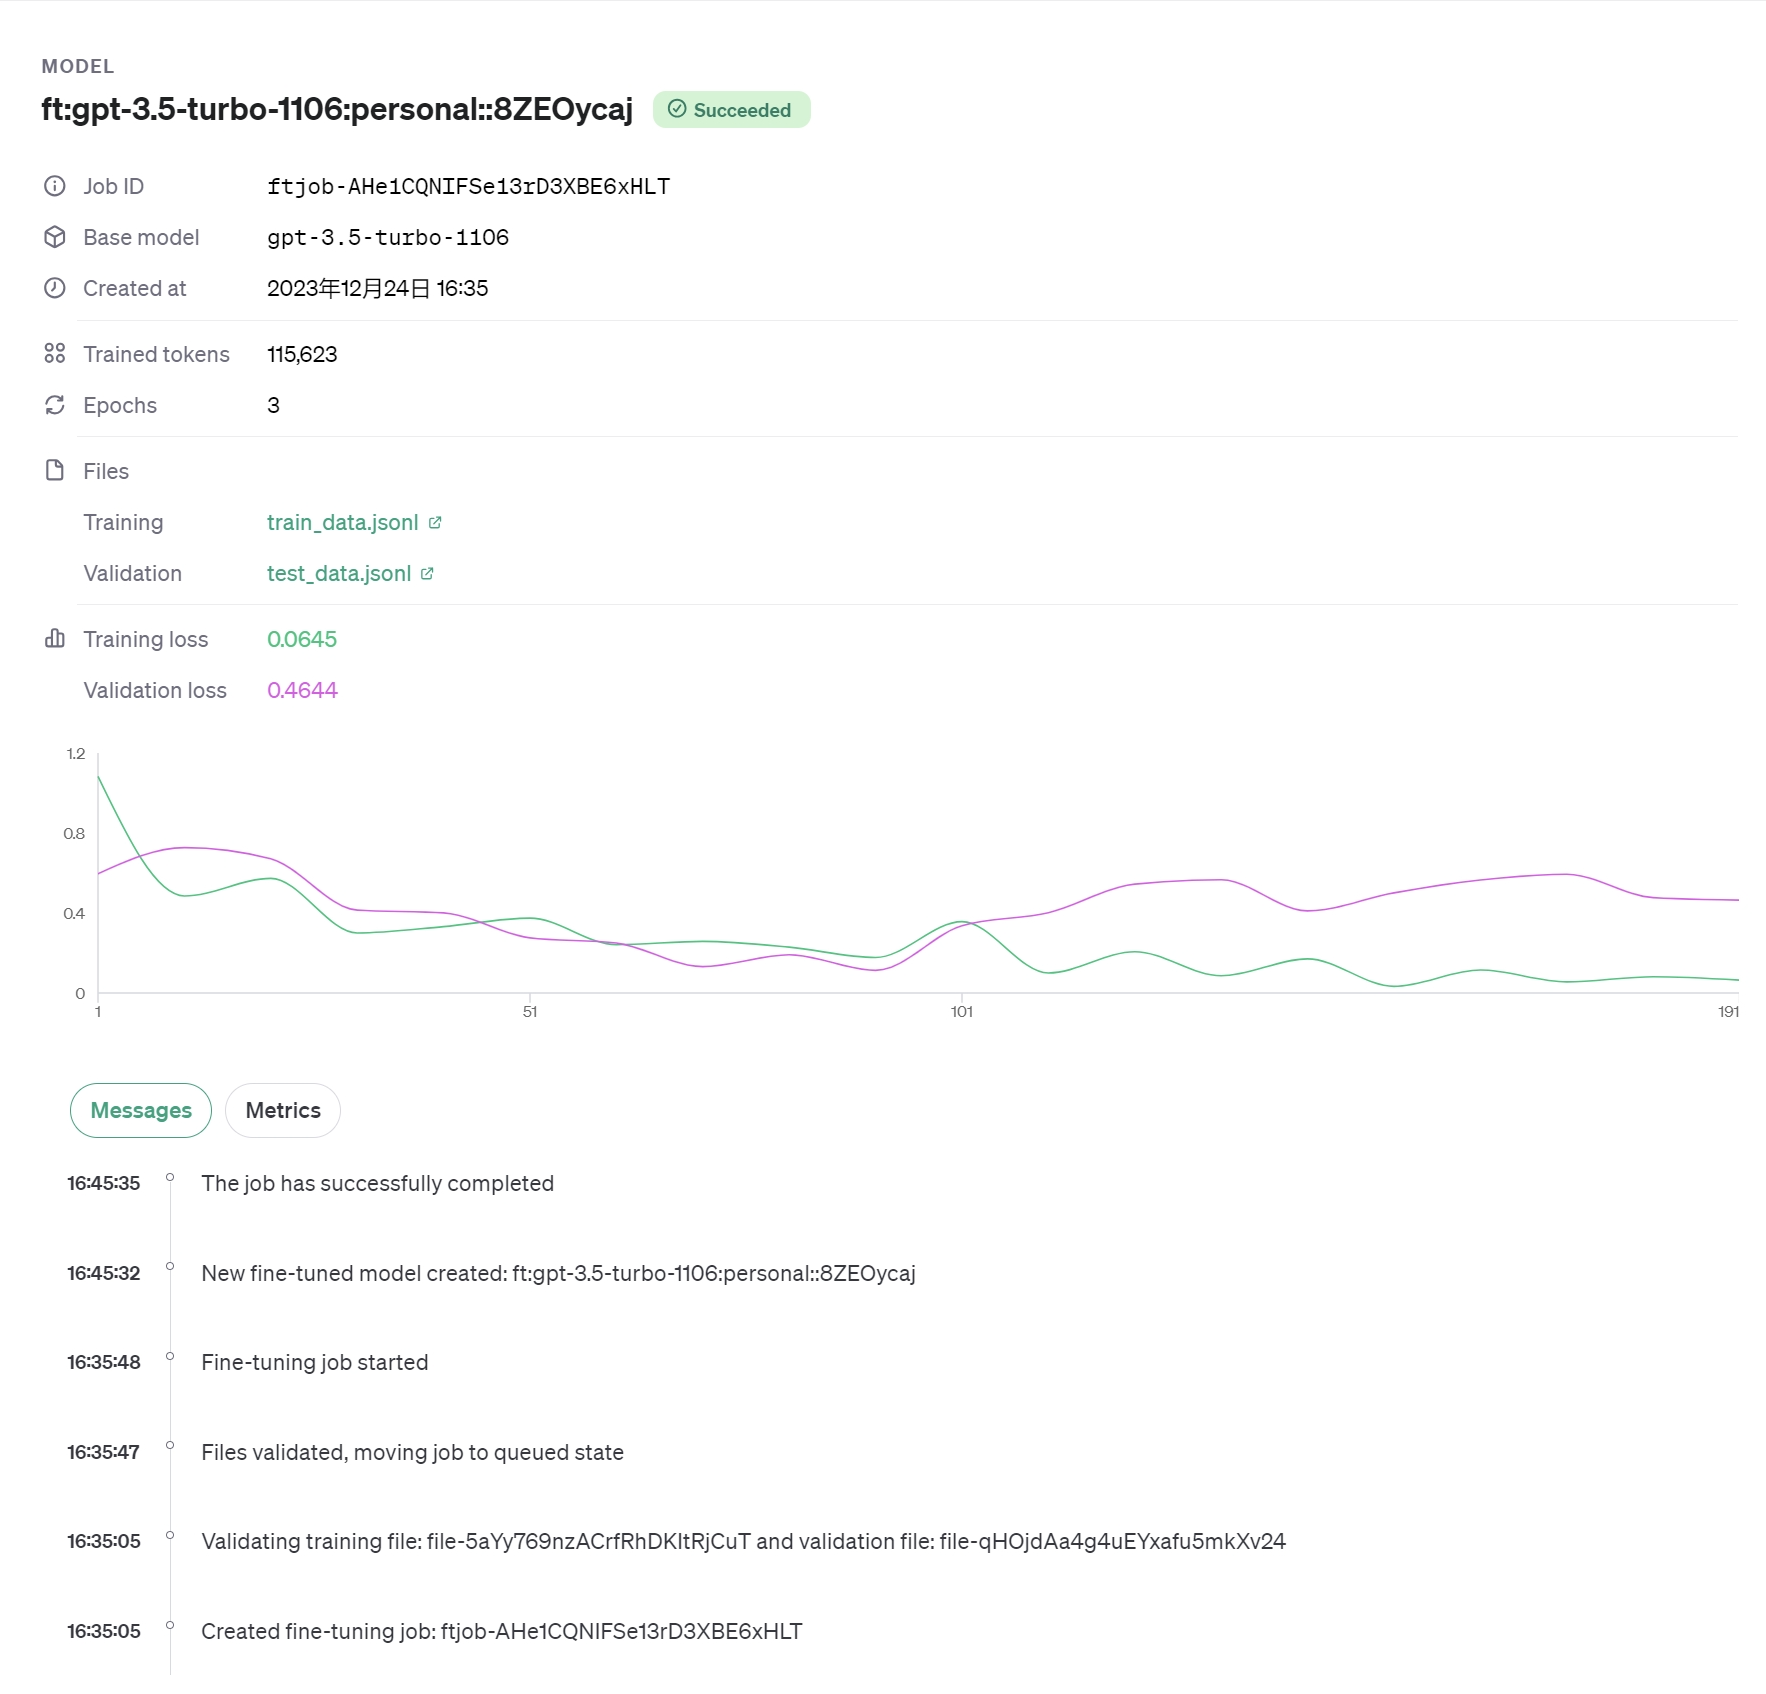 MODEL
ft:gpt-3.5-turbo-1106:personal::8ZEOycaj Succeeded
Job ID ftjob-AHe1CQNIFSe13rD3XBE6xHLT
Base model gpt-3.5-turbo-1106
Created at 2023年12月24日 16:35
Trained tokens 115,623
Epochs 3
Files
Training train_data.jsonl
Validation test_data.jsonl
Training loss 0.0645
Validation loss 0.4644
1.2
0.8
0.4
0
1 51 101 191
Messages Metrics
16:45:35 The job has successfully completed
16:45:32 New fine-tuned model created: ft:gpt-3.5-turbo-1106:personal::8ZEOycaj
16:35:48 Fine-tuning job started
16:35:47 Files validated, moving job to queued state
16:35:05 Validating training file: file-5aYy769nzACrfRhDKItRjCuT and validation file: file-qHOjdAa4g4uEYxafu5mkXv24
16:35:05 Created fine-tuning job: ftjob-AHe1CQNIFSe13rD3XBE6xHLT